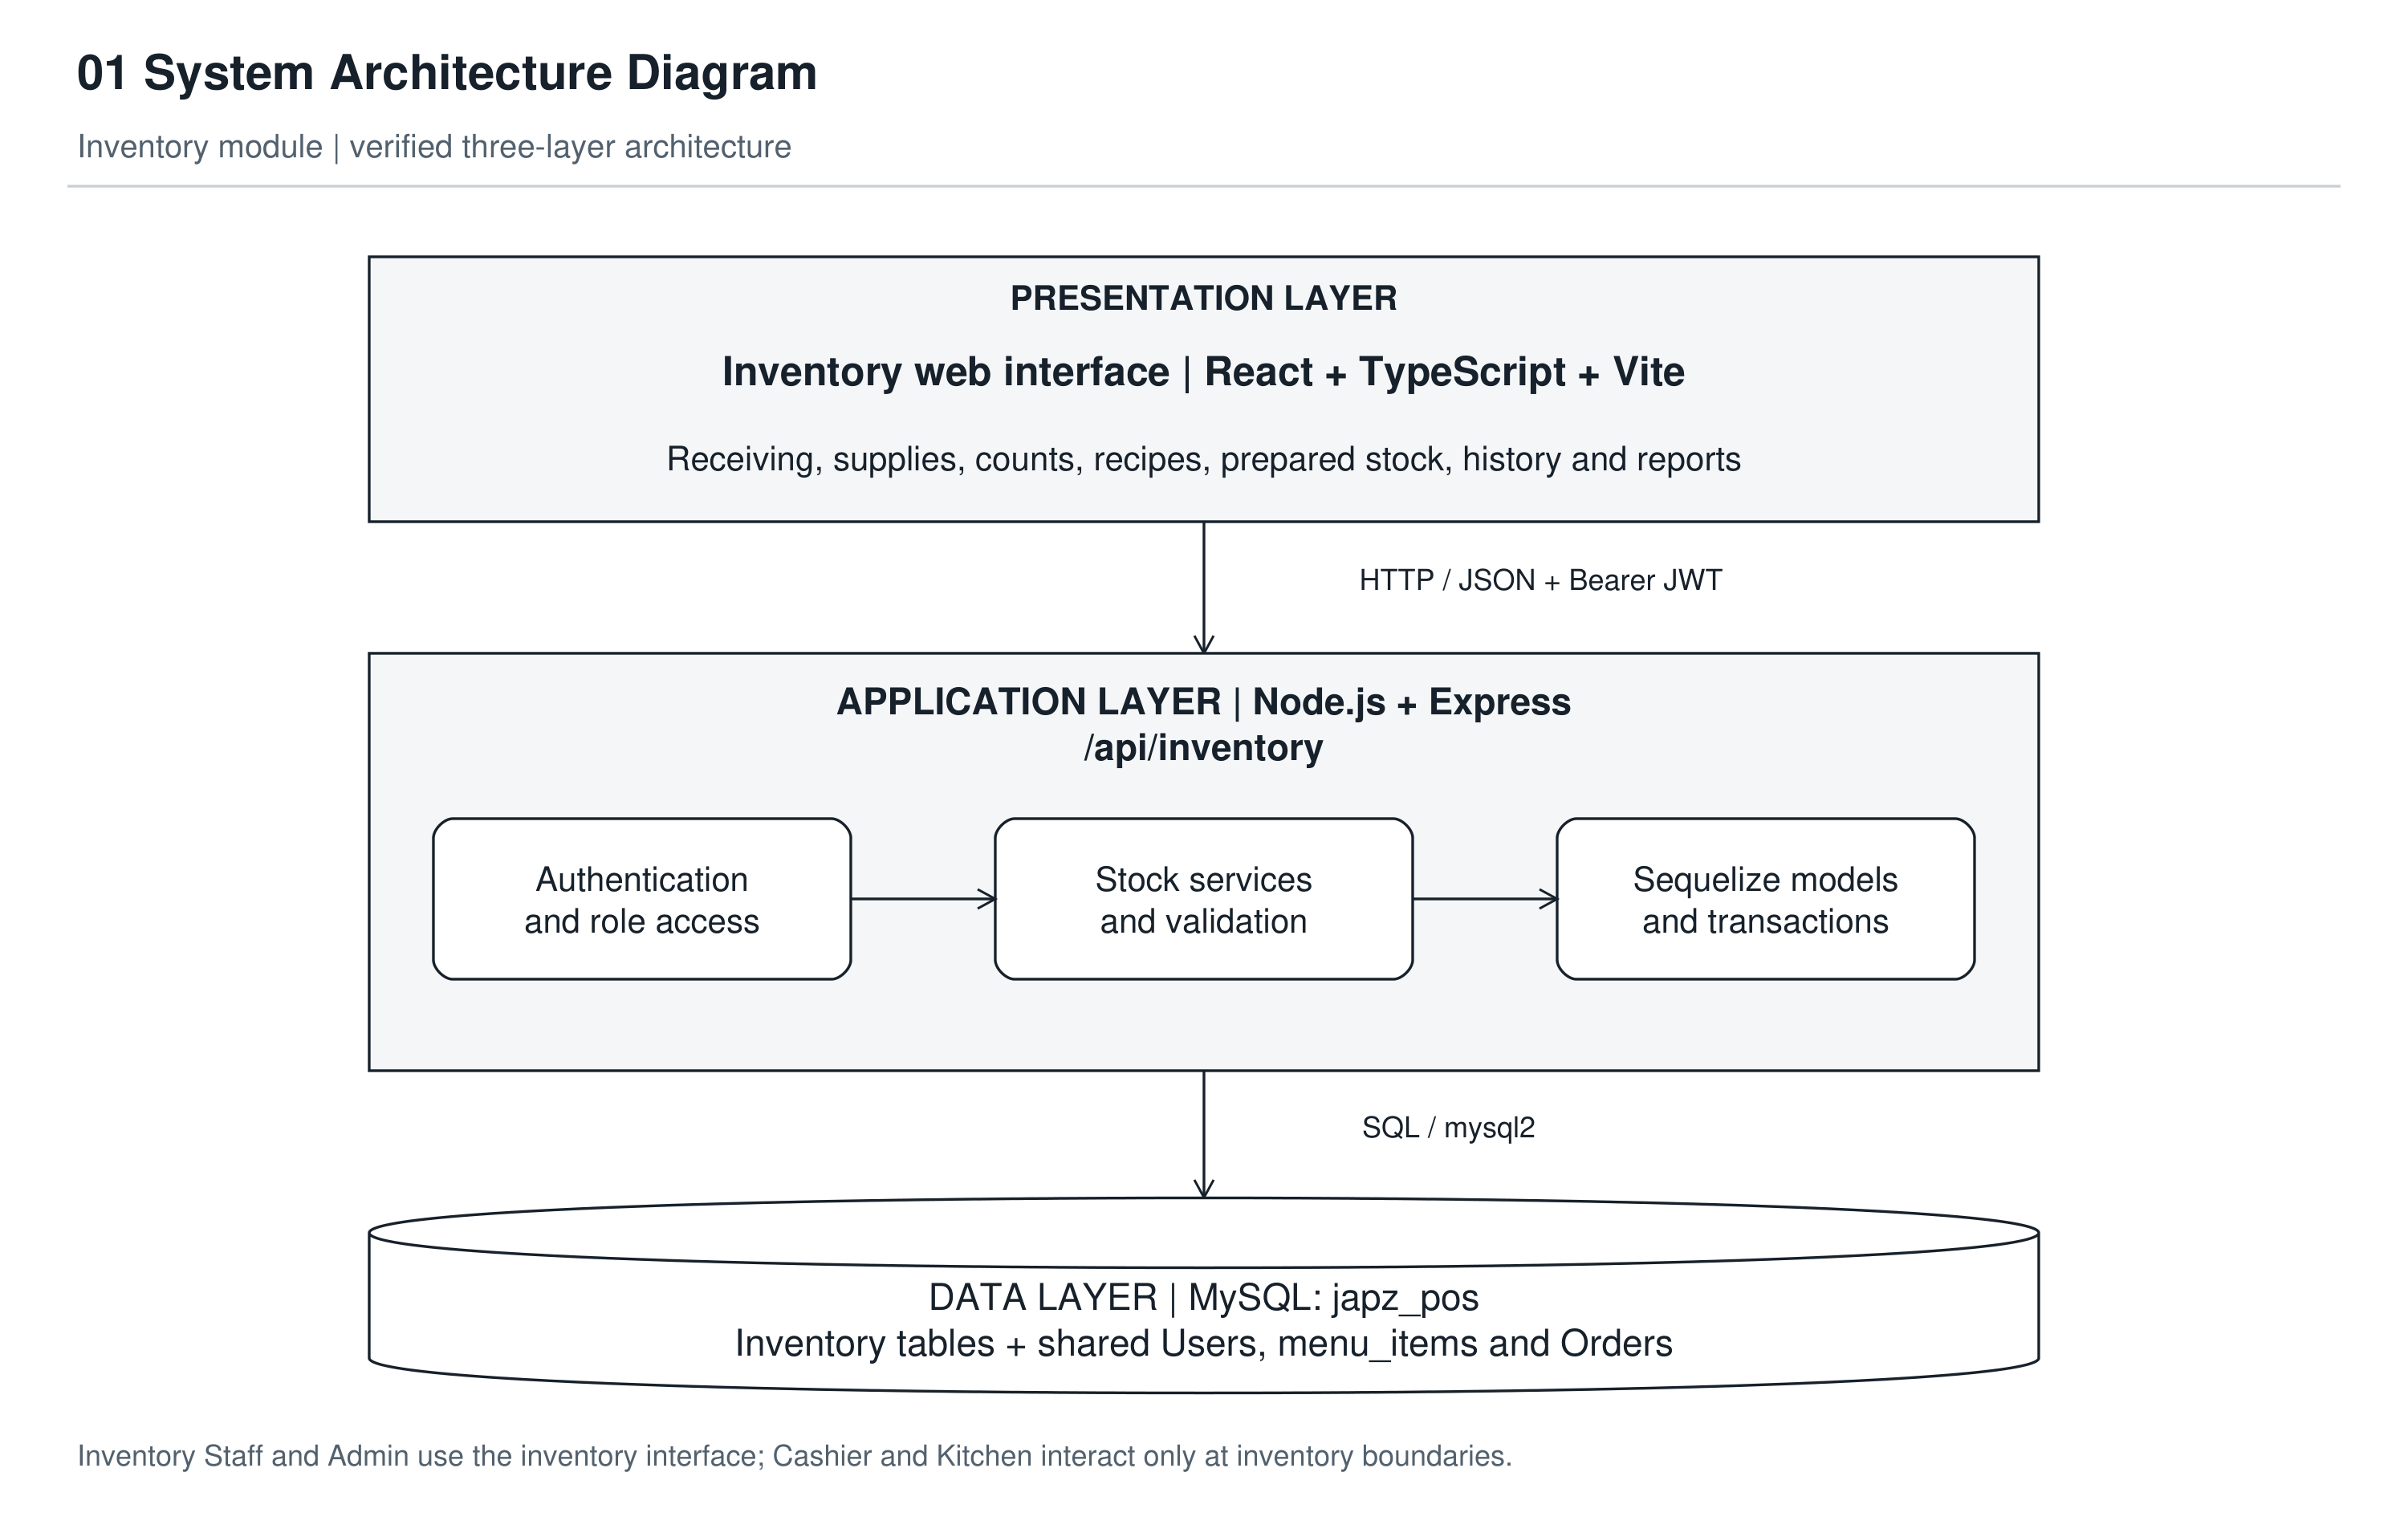 01 System Architecture Diagram
Inventory module | verified three-layer architecture
PRESENTATION LAYER
Inventory web interface | React + TypeScript + Vite
Receiving, supplies, counts, recipes, prepared stock, history and reports
HTTP / JSON + Bearer JWT
APPLICATION LAYER | Node.js + Express
/api/inventory
Authentication
and role access
Stock services
and validation
Sequelize models
and transactions
SQL / mysql2
DATA LAYER | MySQL: japz_pos
Inventory tables + shared Users, menu_items and Orders
Inventory Staff and Admin use the inventory interface; Cashier and Kitchen interact only at inventory boundaries.